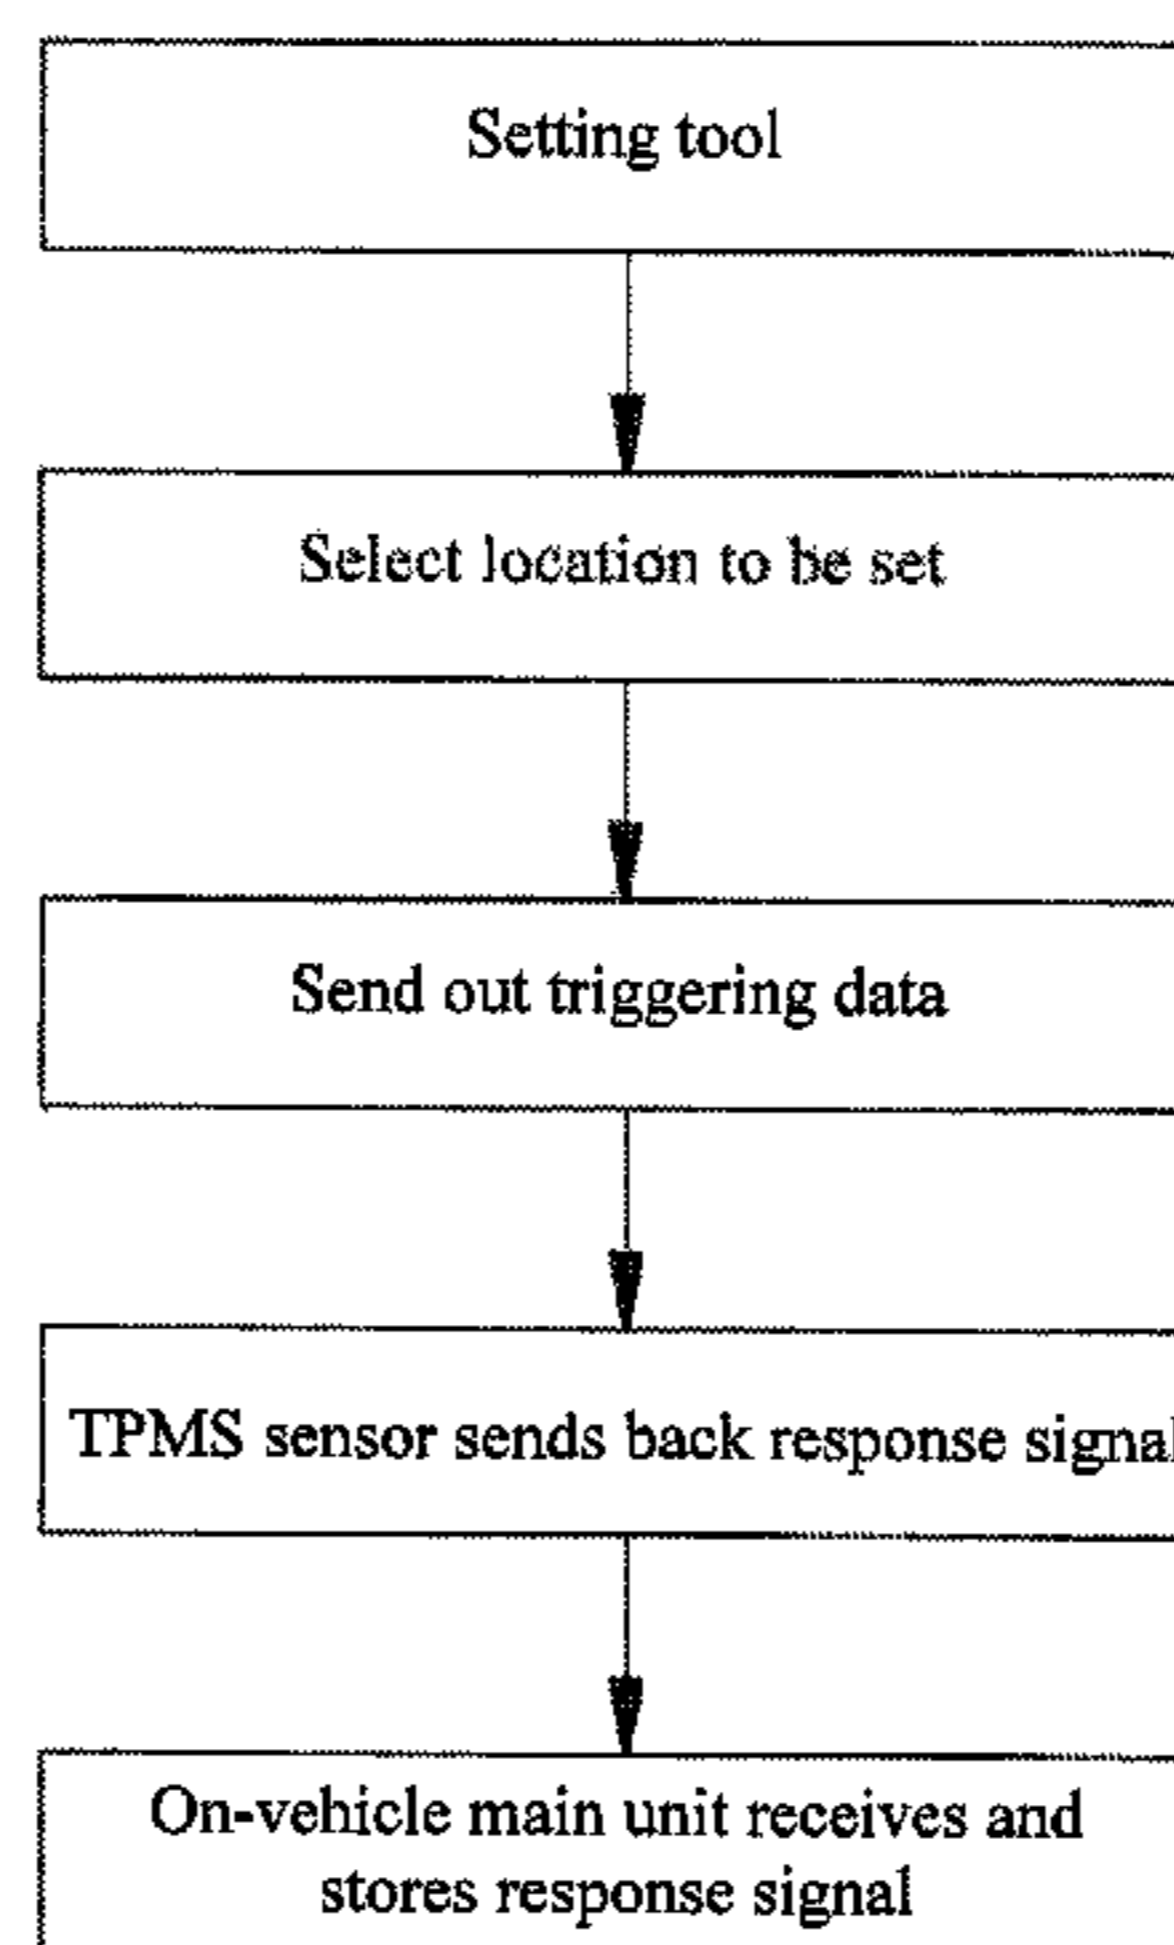 Setting tool
Select location to be set
Send out triggering data
TPMS sensor sends back response signal
On-vehicle main unit receives and
stores response signal